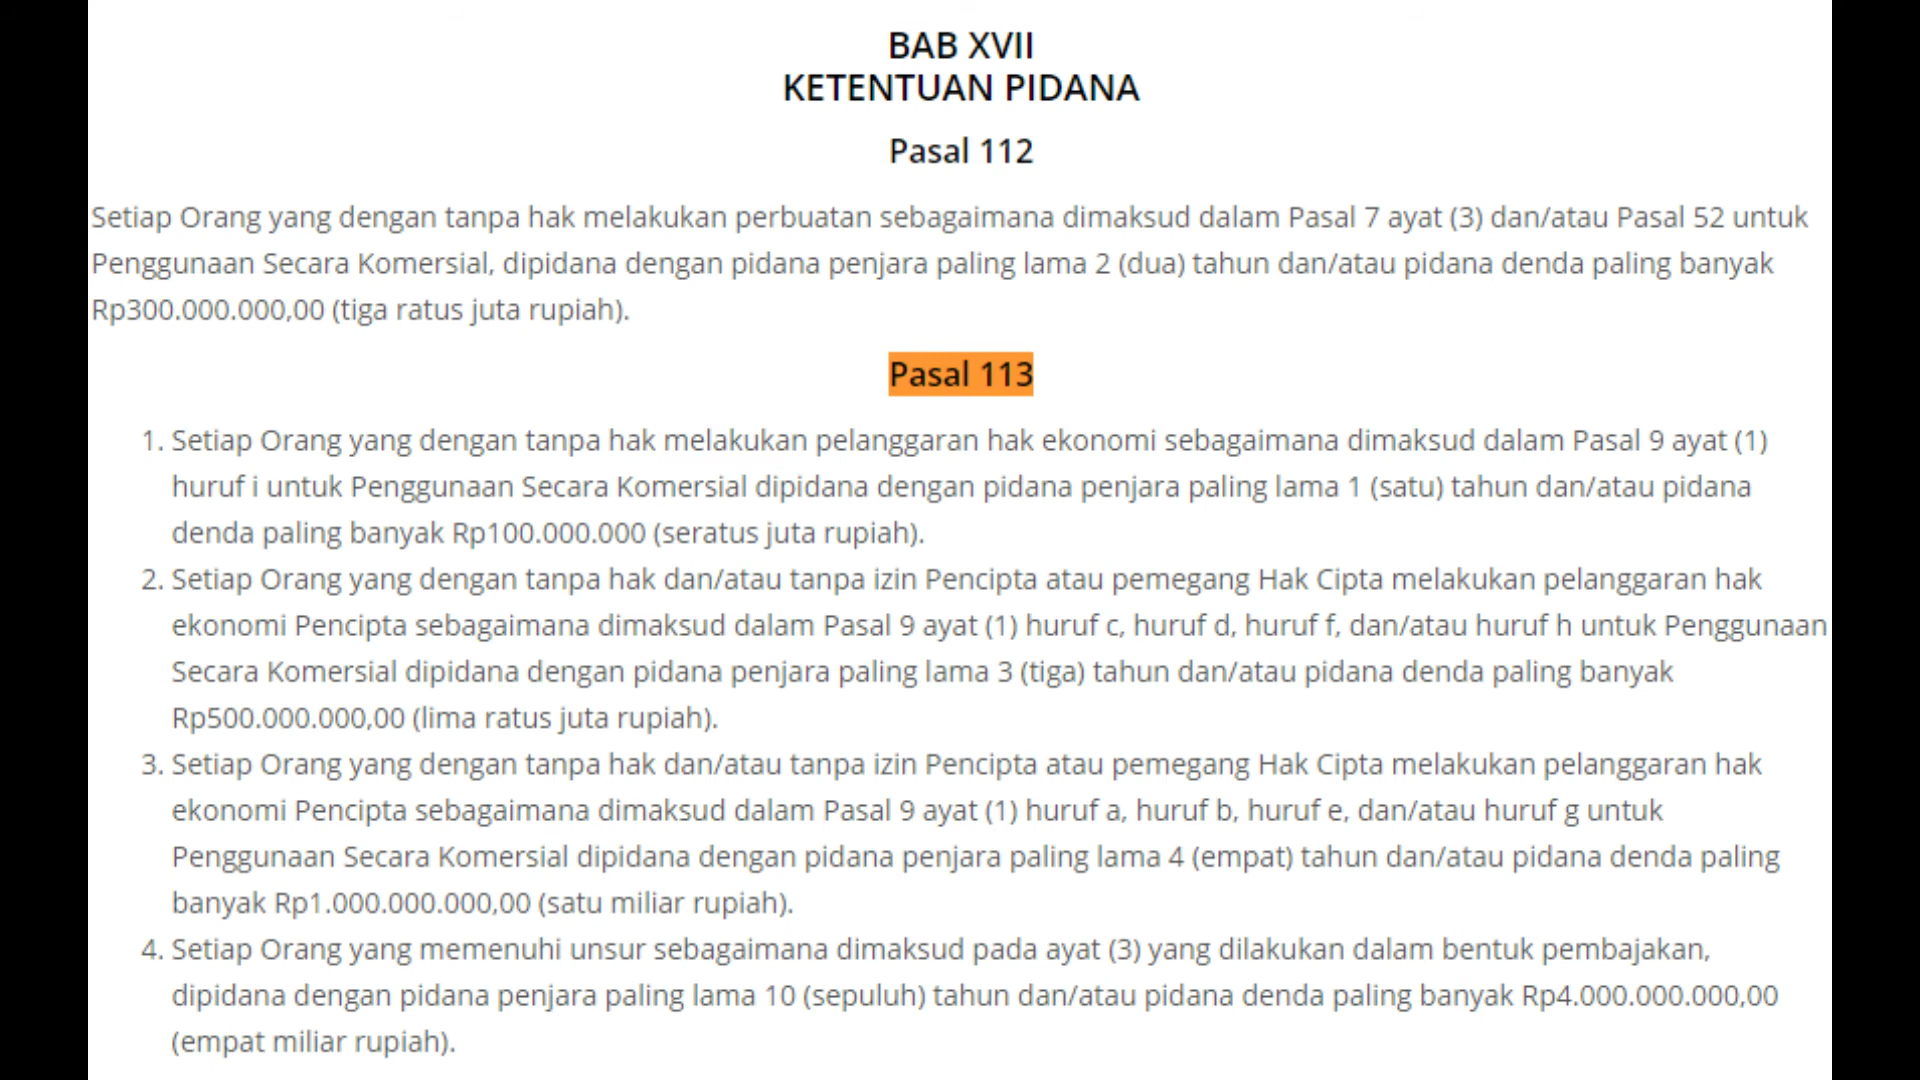 BAB XVII
KETENTUAN PIDANA
Pasal 112
Setiap Orang yang dengan tanpa hak melakukan perbuatan sebagaimana dimaksud dalam Pasal 7 ayat (3) dan/atau Pasal 52 untuk
Penggunaan Secara Komersial, dipidana dengan pidana penjara paling lama 2 (dua) tahun dan/atau pidana denda paling banyak
Rp300.000.000,00 (tiga ratus juta rupiah).
Pasal 113
1. Setiap Orang yang dengan tanpa hak melakukan pelanggaran hak ekonomi sebagaimana dimaksud dalam Pasal 9 ayat (1)
huruf i untuk Penggunaan Secara Komersial dipidana dengan pidana penjara paling lama 1 (satu) tahun dan/atau pidana
denda paling banyak Rp100.000.000 (seratus juta rupiah).
2. Setiap Orang yang dengan tanpa hak dan/atau tanpa izin Pencipta atau pemegang Hak Cipta melakukan pelanggaran hak
ekonomi Pencipta sebagaimana dimaksud dalam Pasal 9 ayat (1) huruf c, huruf d, huruf f, dan/atau huruf h untuk Penggunaan
Secara Komersial dipidana dengan pidana penjara paling lama 3 (tiga) tahun dan/atau pidana denda paling banyak
Rp500.000.000,00 (lima ratus juta rupiah).
3. Setiap Orang yang dengan tanpa hak dan/atau tanpa izin Pencipta atau pemegang Hak Cipta melakukan pelanggaran hak
ekonomi Pencipta sebagaimana dimaksud dalam Pasal 9 ayat (1) huruf a, huruf b, huruf e, dan/atau huruf g untuk
Penggunaan Secara Komersial dipidana dengan pidana penjara paling lama 4 (empat) tahun dan/atau pidana denda paling
banyak Rp1.000.000.000,00 (satu miliar rupiah).
4. Setiap Orang yang memenuhi unsur sebagaimana dimaksud pada ayat (3) yang dilakukan dalam bentuk pembajakan,
dipidana dengan pidana penjara paling lama 10 (sepuluh) tahun dan/atau pidana denda paling banyak Rp4.000.000.000,00
(empat miliar rupiah).